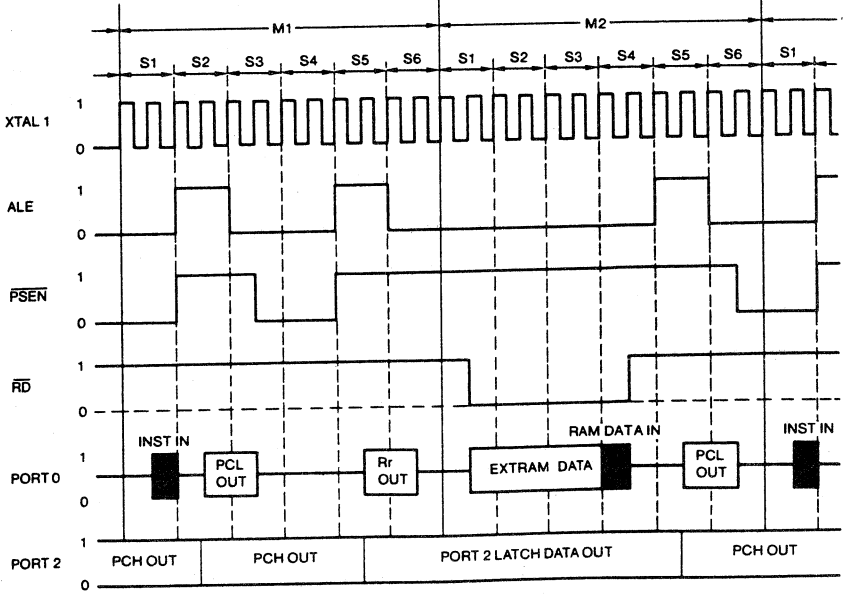 M1 M2
S1 S2 S3 S4 S5 S6 S1 S2 S3 S4 S5 S6 S1
XTAL 1
1
0
ALE
1
0
PSEN
1
0
RD
1
0
INST IN RAM DATA IN INST IN
PORT 0
1
0
PCL OUT
Rr OUT
EXTRAM DATA
PCL OUT
PORT 2
1
0
PCH OUT PCH OUT PORT 2 LATCH DATA OUT PCH OUT